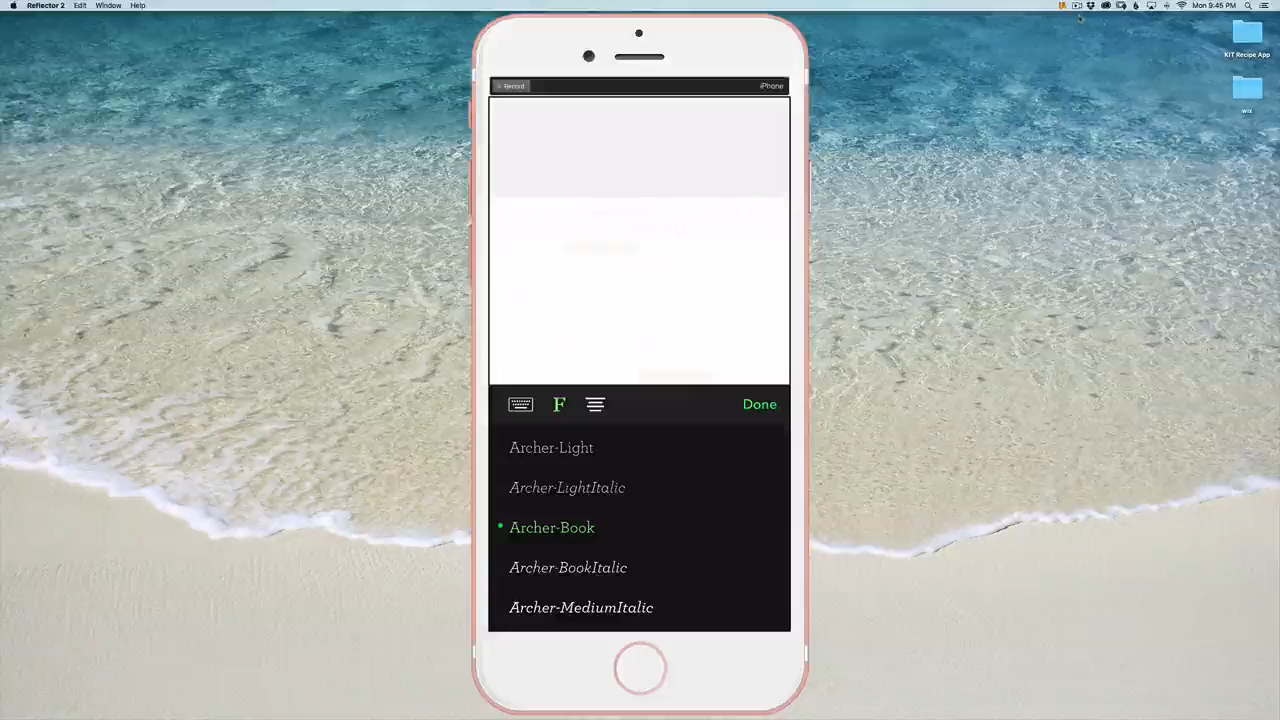 Reflector 2 Edit Window Help Mon 9:45 PM
KIT Recipe App
wix
Record iPhone
F Done
Archer-Light
Archer-LightItalic
Archer-Book
Archer-BookItalic
Archer-MediumItalic